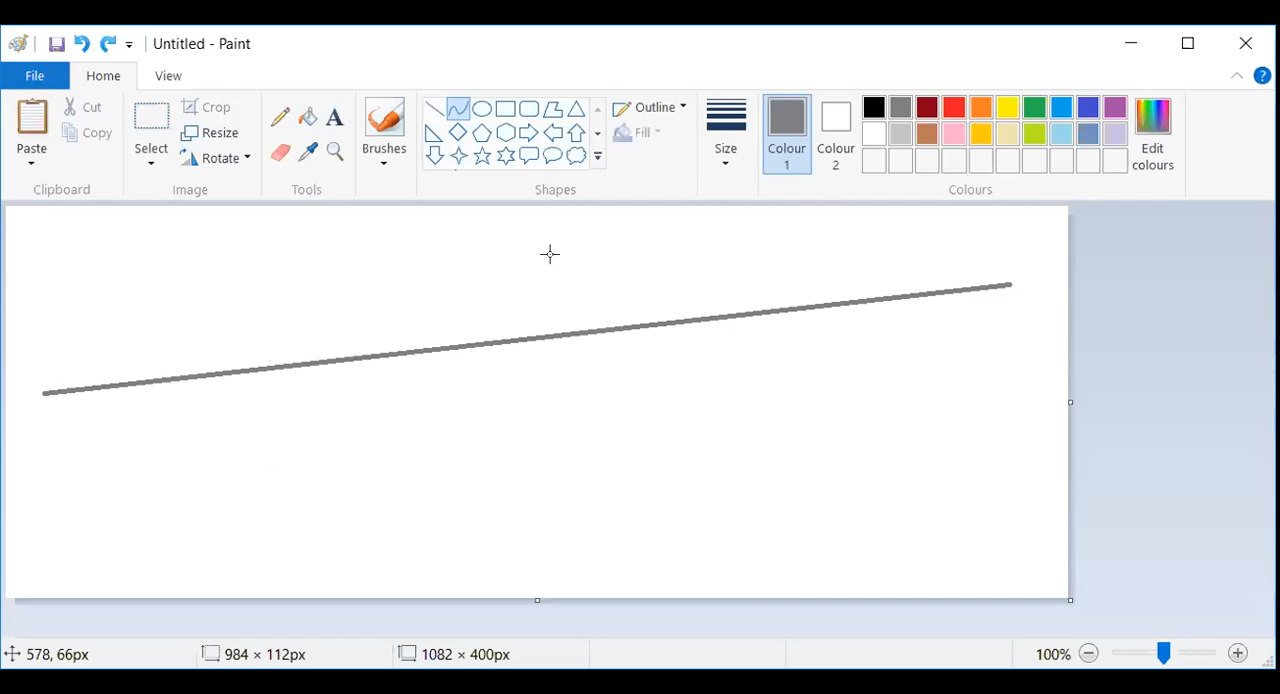 Untitled - Paint
File Home View
Cut
Copy
Paste
Clipboard
Select
Crop
Resize
Rotate
Image
A
Tools
Brushes
Shapes
Outline
Fill
Size
Colour 1
Colour 2
Edit colours
Colours
?
578, 66px
984 × 112px
1082 × 400px
100%